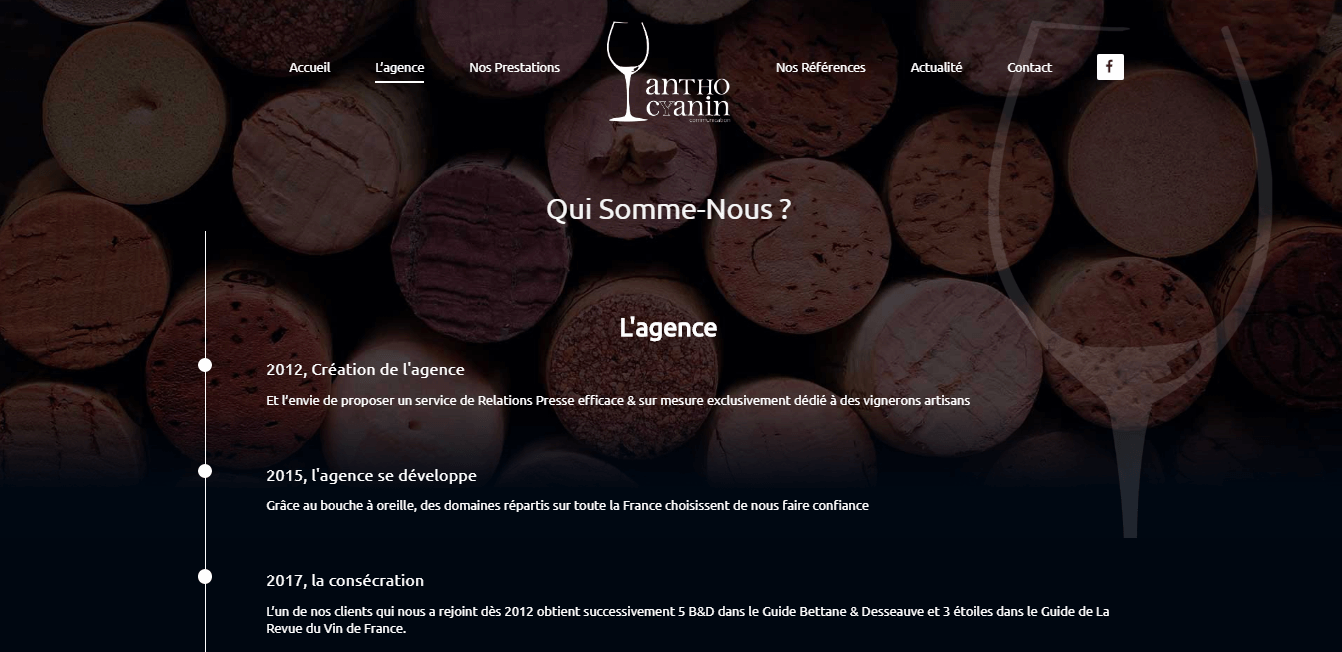 Accueil
L'agence
Nos Prestations
antho
cyanin
communication
Nos Références
Actualité
Contact
f
Qui Somme-Nous ?
L'agence
2012, Création de l'agence
Et l’envie de proposer un service de Relations Presse efficace & sur mesure exclusivement dédié à des vignerons artisans
2015, l'agence se développe
Grâce au bouche à oreille, des domaines répartis sur toute la France choisissent de nous faire confiance
2017, la consécration
L’un de nos clients qui nous a rejoint dès 2012 obtient successivement 5 B&D dans le Guide Bettane & Desseauve et 3 étoiles dans le Guide de La
Revue du Vin de France.